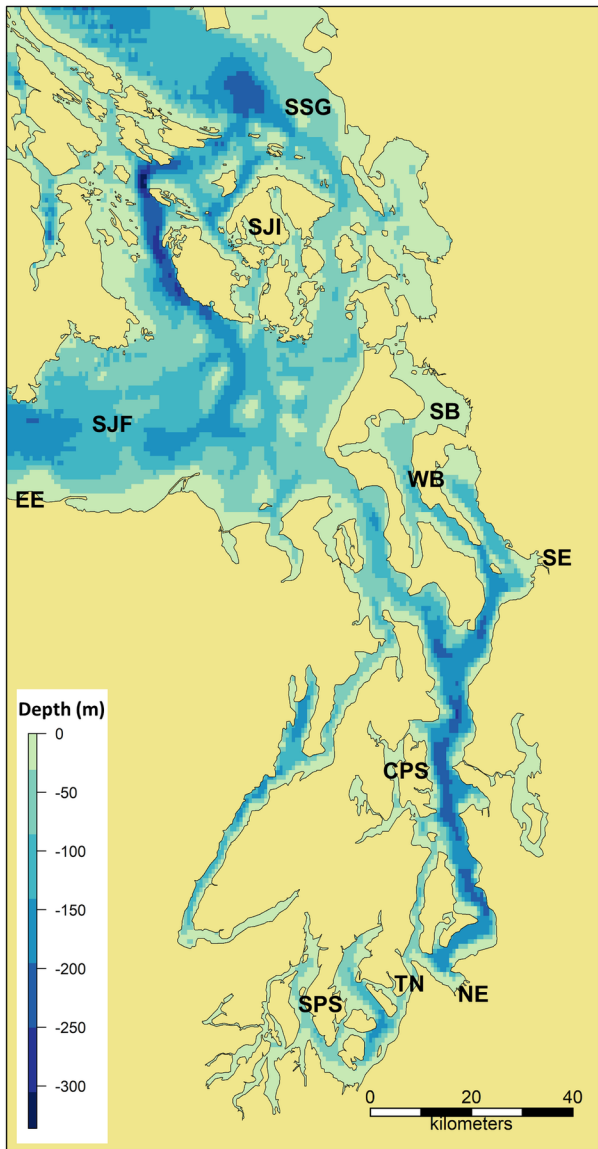 SSG
SJI
SB
SJF
WB
EE
SE
Depth (m)
0
-50
-100
-150
-200
-250
-300
CPS
TN
NE
SPS
0 20 40
kilometers